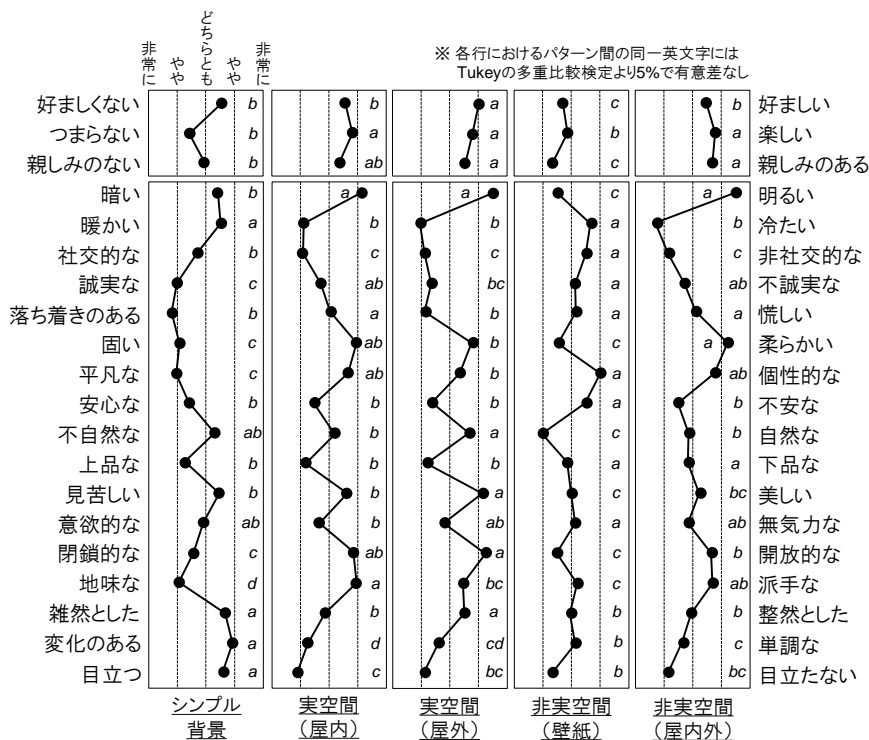 非常に
やや
どちらとも
やや
非常に
※ 各行におけるパターン間の同一英文字には
Tukeyの多重比較検定より5%で有意差なし
好ましくない b b a c b 好ましい
つまらない b a a b a 楽しい
親しみのない b ab a c a 親しみのある
暗い b a a c a 明るい
暖かい a b b a b 冷たい
社交的な b c c a c 非社交的な
誠実な c ab bc a ab 不誠実な
落ち着きのある b a b a a 慌しい
固い c ab b c a 柔らかい
平凡な c ab b a ab 個性的な
安心な b b b a b 不安な
不自然な ab b a c b 自然な
上品な b b b a a 下品な
見苦しい b b a c bc 美しい
意欲的な ab b ab a ab 無気力な
閉鎖的な c ab a c b 開放的な
地味な d a bc c ab 派手な
雑然とした a b a b b 整然とした
変化のある a d cd b c 単調な
目立つ a c bc b bc 目立たない
シンプル 実空間 実空間 非実空間 非実空間
背景 （屋内） （屋外） （壁紙） （屋内外）